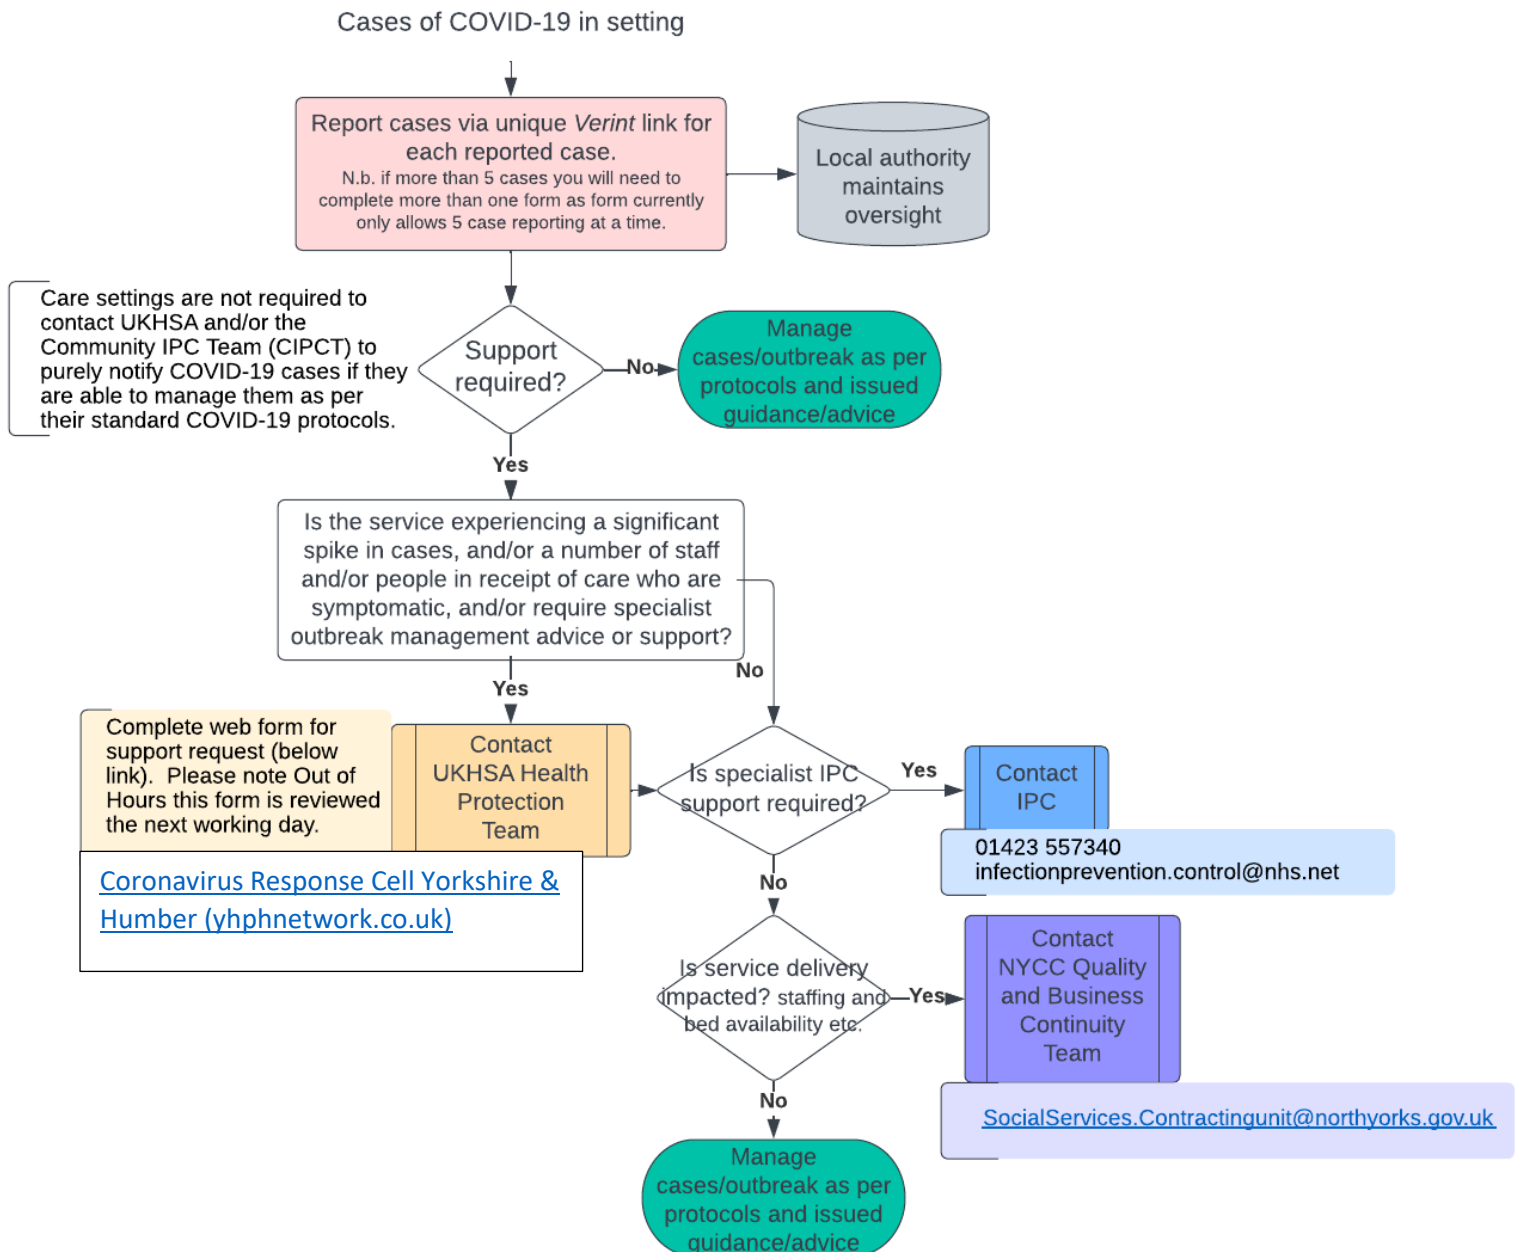 Cases of COVID-19 in setting
Report cases via unique Verint link for
each reported case.
N.b. if more than 5 cases you will need to
complete more than one form as form currently
only allows 5 case reporting at a time.
Local authority
maintains
oversight
Care settings are not required to
contact UKHSA and/or the
Community IPC Team (CIPCT) to
purely notify COVID-19 cases if they
are able to manage them as per
their standard COVID-19 protocols.
Support
required?
No
Manage
cases/outbreak as per
protocols and issued
guidance/advice
Yes
Is the service experiencing a significant
spike in cases, and/or a number of staff
and/or people in receipt of care who are
symptomatic, and/or require specialist
outbreak management advice or support?
No
Yes
Complete web form for
support request (below
link). Please note Out of
Hours this form is reviewed
the next working day.
Contact
UKHSA Health
Protection
Team
Coronavirus Response Cell Yorkshire &
Humber (yhphnetwork.co.uk)
Is specialist IPC
support required?
Yes
Contact
IPC
01423 557340
infectionprevention.control@nhs.net
No
Is service delivery
impacted? staffing and
bed availability etc.
Yes
Contact
NYCC Quality
and Business
Continuity
Team
SocialServices.Contractingunit@northyorks.gov.uk
No
Manage
cases/outbreak as per
protocols and issued
guidance/advice